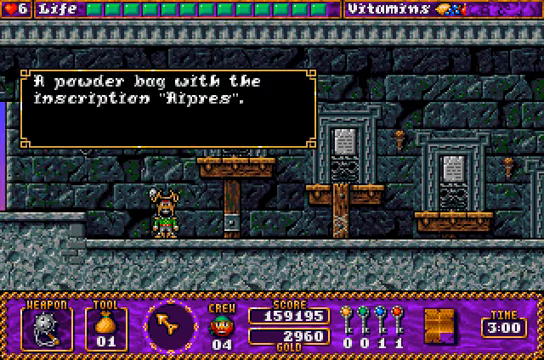 6 Life Vitamins
A powder bag with the
inscription "Aipres".
WEAPON TOOL CREW SCORE TIME
159195
3:00
2960
01 04 GOLD 0 0 1 1